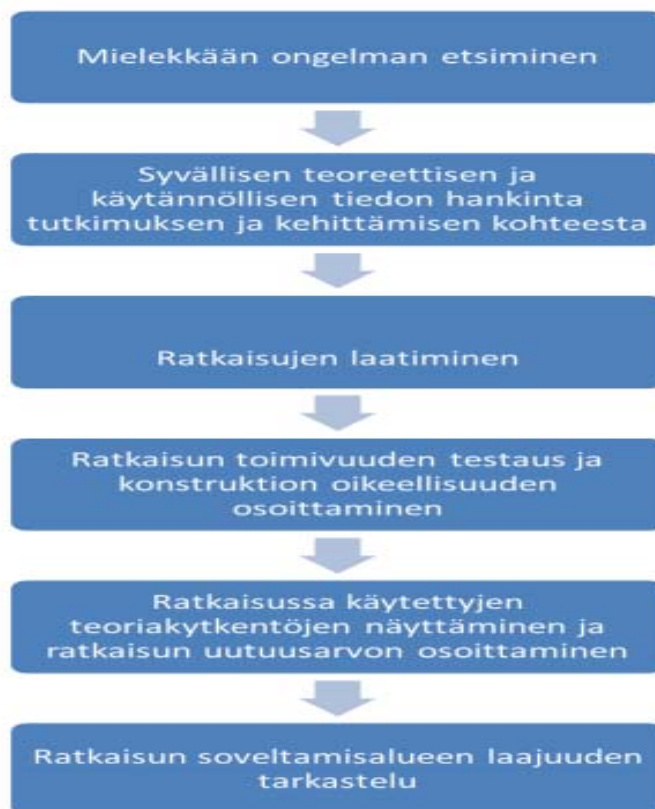 Mielekkään ongelman etsiminen
Syvällisen teoreettisen ja
käytännöllisen tiedon hankinta
tutkimuksen ja kehittämisen kohteesta
Ratkaisujen laatiminen
Ratkaisun toimivuuden testaus ja
konstruktion oikeellisuuden
osoittaminen
Ratkaisussa käytettyjen
teoriakytkentöjen näyttäminen ja
ratkaisun uutuusarvon osoittaminen
Ratkaisun soveltamisalueen laajuuden
tarkastelu